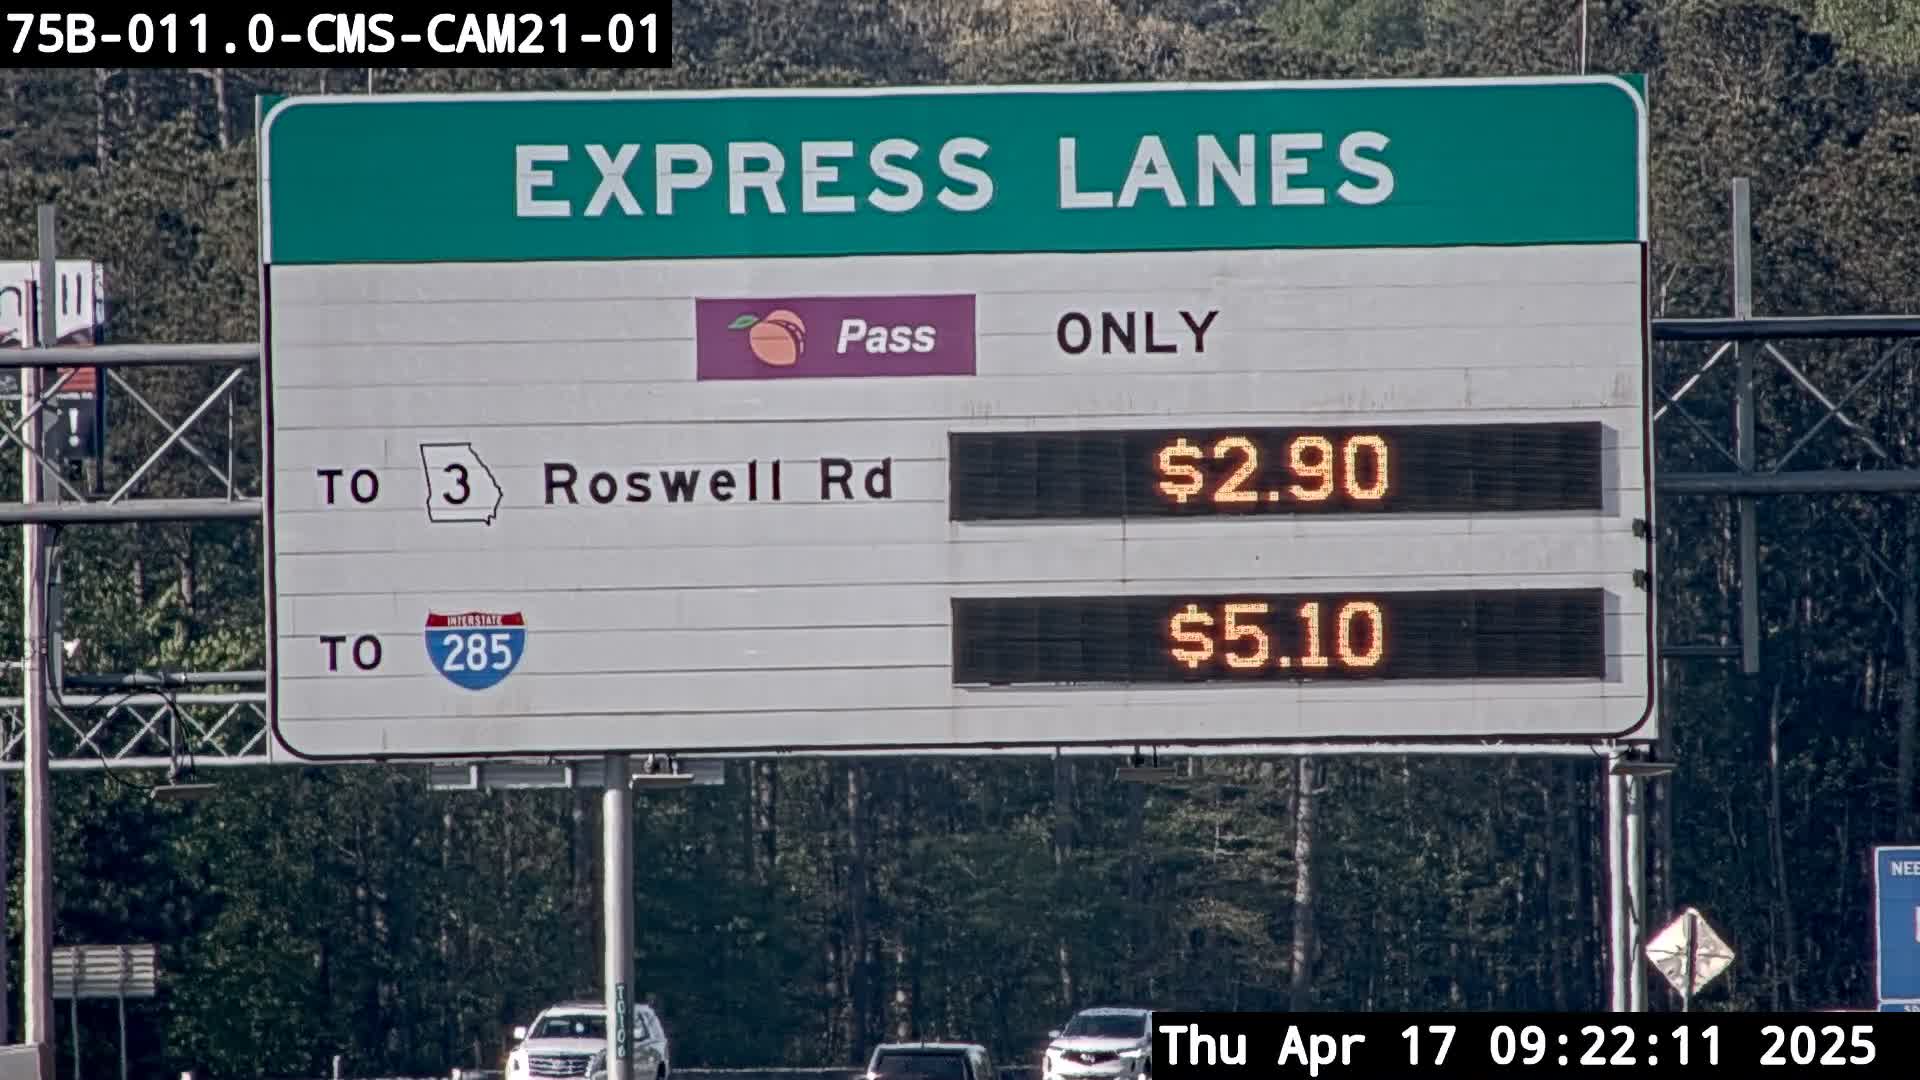 75B-011.0-CMS-CAM21-01
EXPRESS LANES
Pass ONLY
TO 3 Roswell Rd $2.90
TO INTERSTATE 285 $5.10
Thu Apr 17 09:22:11 2025